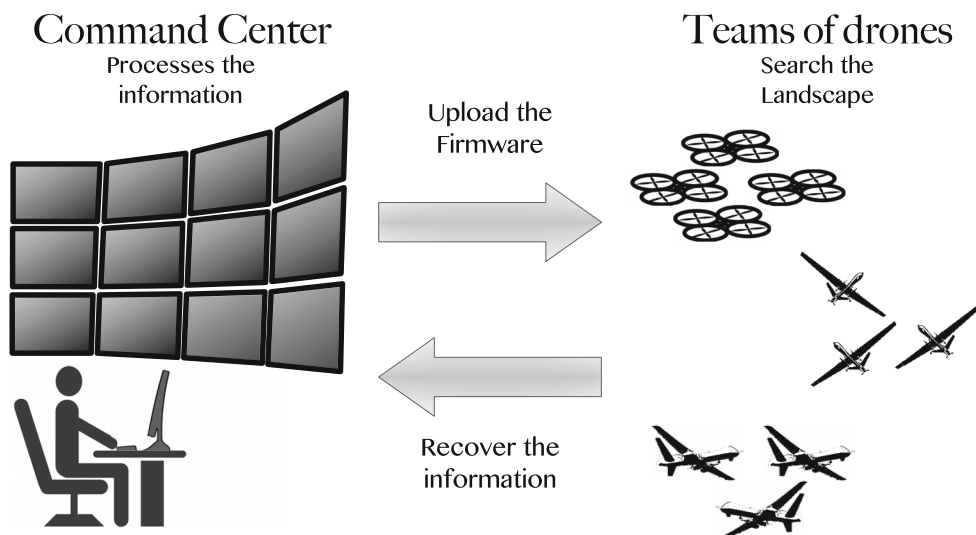 Command Center
Processes the
information
Upload the
Firmware
Teams of drones
Search the
Landscape
Recover the
information